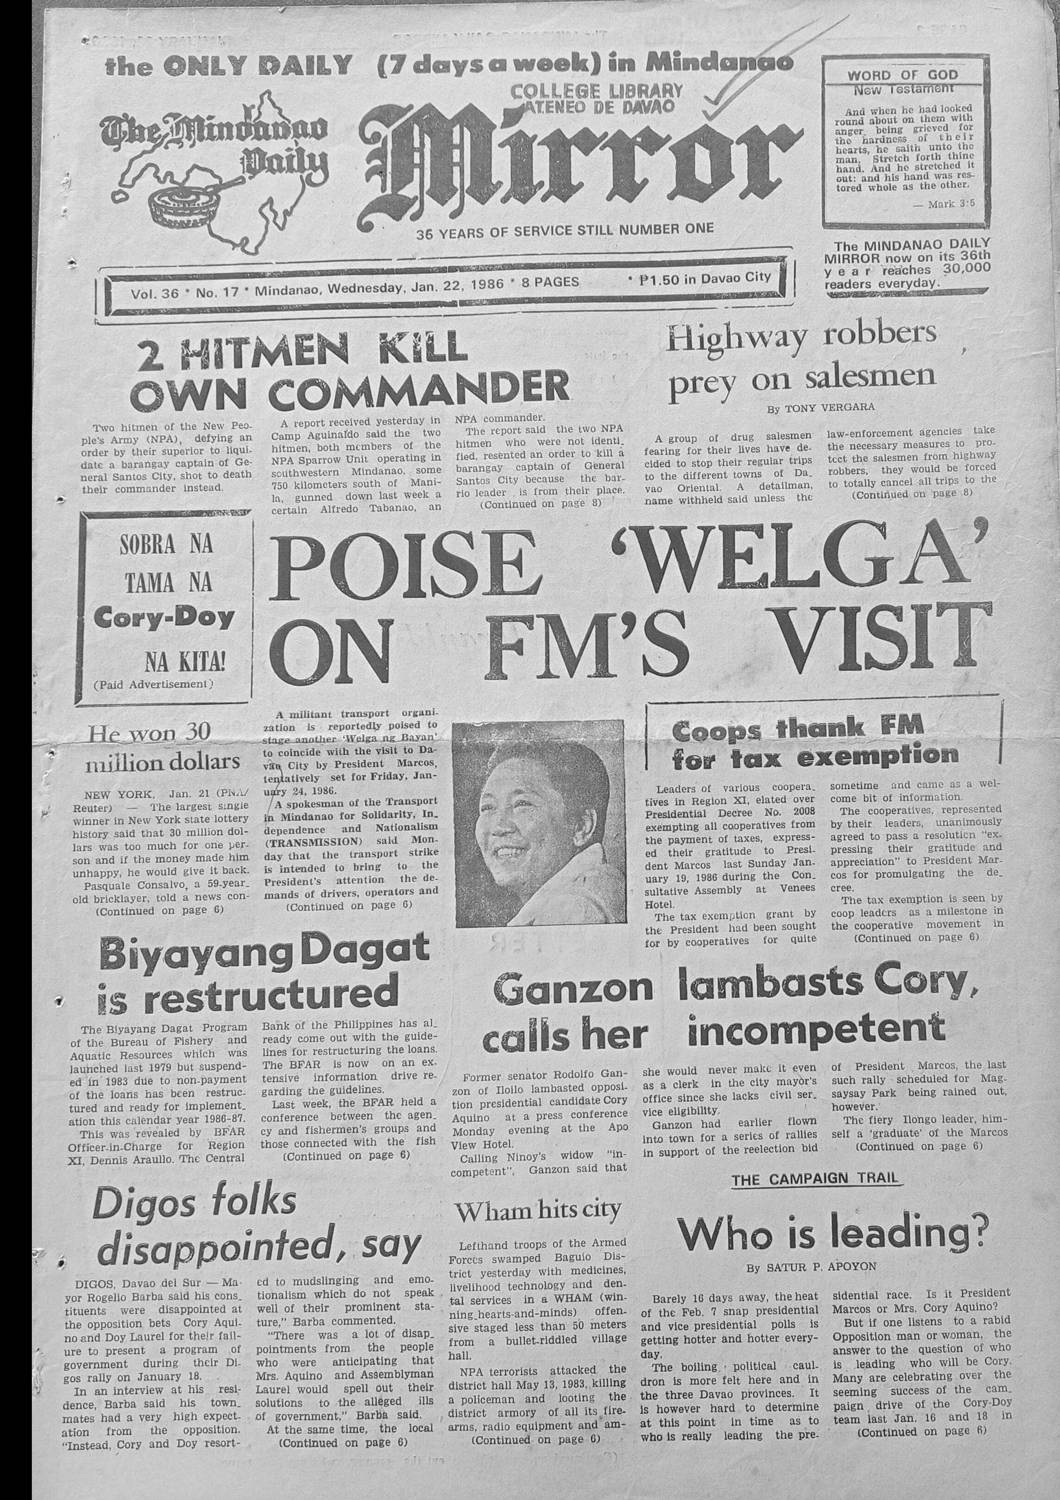 the ONLY DAILY (7 days a week) in Mindanao
COLLEGE LIBRARY
ATENEO DE DAVAO
The Mindanao
Daily
Mirror
36 YEARS OF SERVICE STILL NUMBER ONE
WORD OF GOD
New Testament
And when he had looked
round about on them with
anger, being grieved for
the hardness of their
hearts, he saith unto the
man, Stretch forth thine
hand. And he stretched it
out: and his hand was res-
tored whole as the other.
— Mark 3:5
The MINDANAO DAILY
MIRROR now on its 36th
year reaches 30,000
readers everyday.
Vol. 36 * No. 17 * Mindanao, Wednesday, Jan. 22, 1986 * 8 PAGES * ₱1.50 in Davao City
2 HITMEN KILL
OWN COMMANDER
Two hitmen of the New Peo-
ple's Army (NPA), defying an
order by their superior to liqui-
date a barangay captain of Ge-
neral Santos City, shot to death
their commander instead.
A report received yesterday in
Camp Aguinaldo said the two
hitmen, both members of the
NPA Sparrow Unit operating in
southwestern Mindanao, some
750 kilometers south of Mani-
la, gunned down last week a
certain Alfredo Tabanao, an
NPA commander.
The report said the two NPA
hitmen who were not identi-
fied, resented an order to kill a
barangay captain of General
Santos City because the bar-
rio leader is from their place.
(Continued on page 8)
Highway robbers
prey on salesmen
By TONY VERGARA
A group of drug salesmen
fearing for their lives have de-
cided to stop their regular trips
to the different towns of Da-
vao Oriental. A detailman,
name withheld said unless the
law-enforcement agencies take
the necessary measures to pro-
tect the salesmen from highway
robbers, they would be forced
to totally cancel all trips to the
(Continued on page 8)
SOBRA NA
TAMA NA
Cory-Doy
NA KITA!
(Paid Advertisement)
POISE 'WELGA'
ON FM'S VISIT
He won 30
million dollars
NEW YORK, Jan. 21 (PNA/
Reuter) — The largest single
winner in New York state lottery
history said that 30 million dol-
lars was too much for one per-
son and if the money made him
unhappy, he would give it back.
Pasquale Consalvo, a 59-year-
old bricklayer, told a news con-
(Continued on page 6)
A militant transport organi-
zation is reportedly poised to
stage another 'Welga ng Bayan'
to coincide with the visit to Da-
vao City by President Marcos,
tentatively set for Friday, Jan-
uary 24, 1986.
A spokesman of the Transport
in Mindanao for Solidarity, In-
dependence and Nationalism
(TRANSMISSION) said Mon-
day that the transport strike
is intended to bring to the
President's attention the de-
mands of drivers, operators and
(Continued on page 6)
Coops thank FM
for tax exemption
Leaders of various coopera-
tives in Region XI, elated over
Presidential Decree No. 2008
exempting all cooperatives from
the payment of taxes, express-
ed their gratitude to Presi-
dent Marcos last Sunday Jan-
uary 19, 1986 during the Con-
sultative Assembly at Venees
Hotel.
The tax exemption grant by
the President had been sought
for by cooperatives for quite
sometime and came as a wel-
come bit of information.
The cooperatives, represented
by their leaders, unanimously
agreed to pass a resolution "ex-
pressing their gratitude and
appreciation" to President Mar-
cos for promulgating the de-
cree.
The tax exemption is seen by
coop leaders as a milestone in
the cooperative movement in
(Continued on page 6)
Biyayang Dagat
is restructured
The Biyayang Dagat Program
of the Bureau of Fishery and
Aquatic Resources which was
launched last 1979 but suspend-
ed in 1983 due to non-payment
of the loans has been restruc-
tured and ready for implement-
ation this calendar year 1986-87.
This was revealed by BFAR
Officer-in-Charge for Region
XI, Dennis Araullo. The Central
Bank of the Philippines has al-
ready come out with the guide-
lines for restructuring the loans.
The BFAR is now on an ex-
tensive information drive re-
garding the guidelines.
Last week, the BFAR held a
conference between the agen-
cy and fishermen's groups and
those connected with the fish
(Continued on page 6)
Ganzon lambasts Cory,
calls her incompetent
Former senator Rodolfo Gan-
zon of Iloilo lambasted opposi-
tion presidential candidate Cory
Aquino at a press conference
Monday evening at the Apo
View Hotel.
Calling Ninoy's widow "in-
competent", Ganzon said that
she would never make it even
as a clerk in the city mayor's
office since she lacks civil ser-
vice eligibility.
Ganzon had earlier flown
into town for a series of rallies
in support of the reelection bid
of President Marcos, the last
such rally scheduled for Mag-
saysay Park being rained out,
however.
The fiery Ilongo leader, him-
self a 'graduate' of the Marcos
(Continued on page 6)
Digos folks
disappointed, say
DIGOS, Davao del Sur — Ma-
yor Rogelio Barba said his cons-
tituents were disappointed at
the opposition bets Cory Aqui-
no and Doy Laurel for their fail-
ure to present a program of
government during their Di-
gos rally on January 18.
In an interview at his resi-
dence, Barba said his town-
mates had a very high expect-
ation from the opposition.
"Instead, Cory and Doy resort-
ed to mudslinging and emo-
tionalism which do not speak
well of their prominent sta-
ture," Barba commented.
"There was a lot of disap-
pointments from the people
who were anticipating that
Mrs. Aquino and Assemblyman
Laurel would spell out their
solutions to the alleged ills
of government," Barba said.
At the same time, the local
(Continued on page 6)
Wham hits city
Lefthand troops of the Armed
Forces swamped Baguio Dis-
trict yesterday with medicines,
livelihood technology and den-
tal services in a WHAM (win-
ning-hearts-and-minds) offen-
sive staged less than 50 meters
from a bullet-riddled village
hall.
NPA terrorists attacked the
district hall May 13, 1983, killing
a policeman and looting the
district armory of all its fire-
arms, radio equipment and am-
(Continued on page 6)
THE CAMPAIGN TRAIL
Who is leading?
By SATUR P. APOYON
Barely 16 days away, the heat
of the Feb. 7 snap presidential
and vice presidential polls is
getting hotter and hotter every-
day.
The boiling political caul-
dron is more felt here and in
the three Davao provinces. It
is however hard to determine
at this point in time as to
who is really leading the pre-
sidential race. Is it President
Marcos or Mrs. Cory Aquino?
But if one listens to a rabid
Opposition man or woman, the
answer to the question of who
is leading who will be Cory.
Many are celebrating over the
seeming success of the cam-
paign drive of the Cory-Doy
team last Jan. 16 and 18 in
(Continued on page 6)